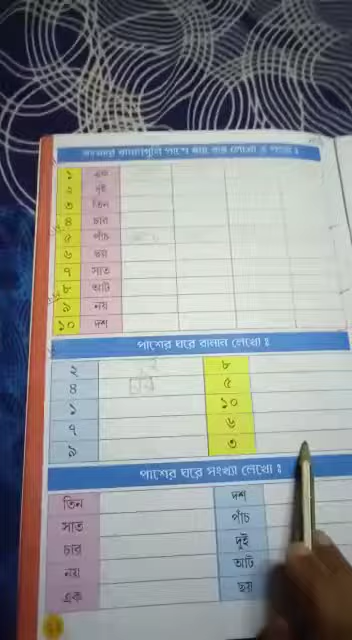 ১ এক
২ দুই
৩ তিন
৪ চার
৫ পাঁচ
৬ ছয়
৭ সাত
৮ আট
৯ নয়
১০ দশ
পাশের ঘরে বানান লেখো ঃ
২ ৮
৪ ৫
১ ১০
৭ ৬
৯ ৩
পাশের ঘরে সংখ্যা লেখো ঃ
তিন দশ
সাত পাঁচ
চার দুই
নয় আট
এক ছয়